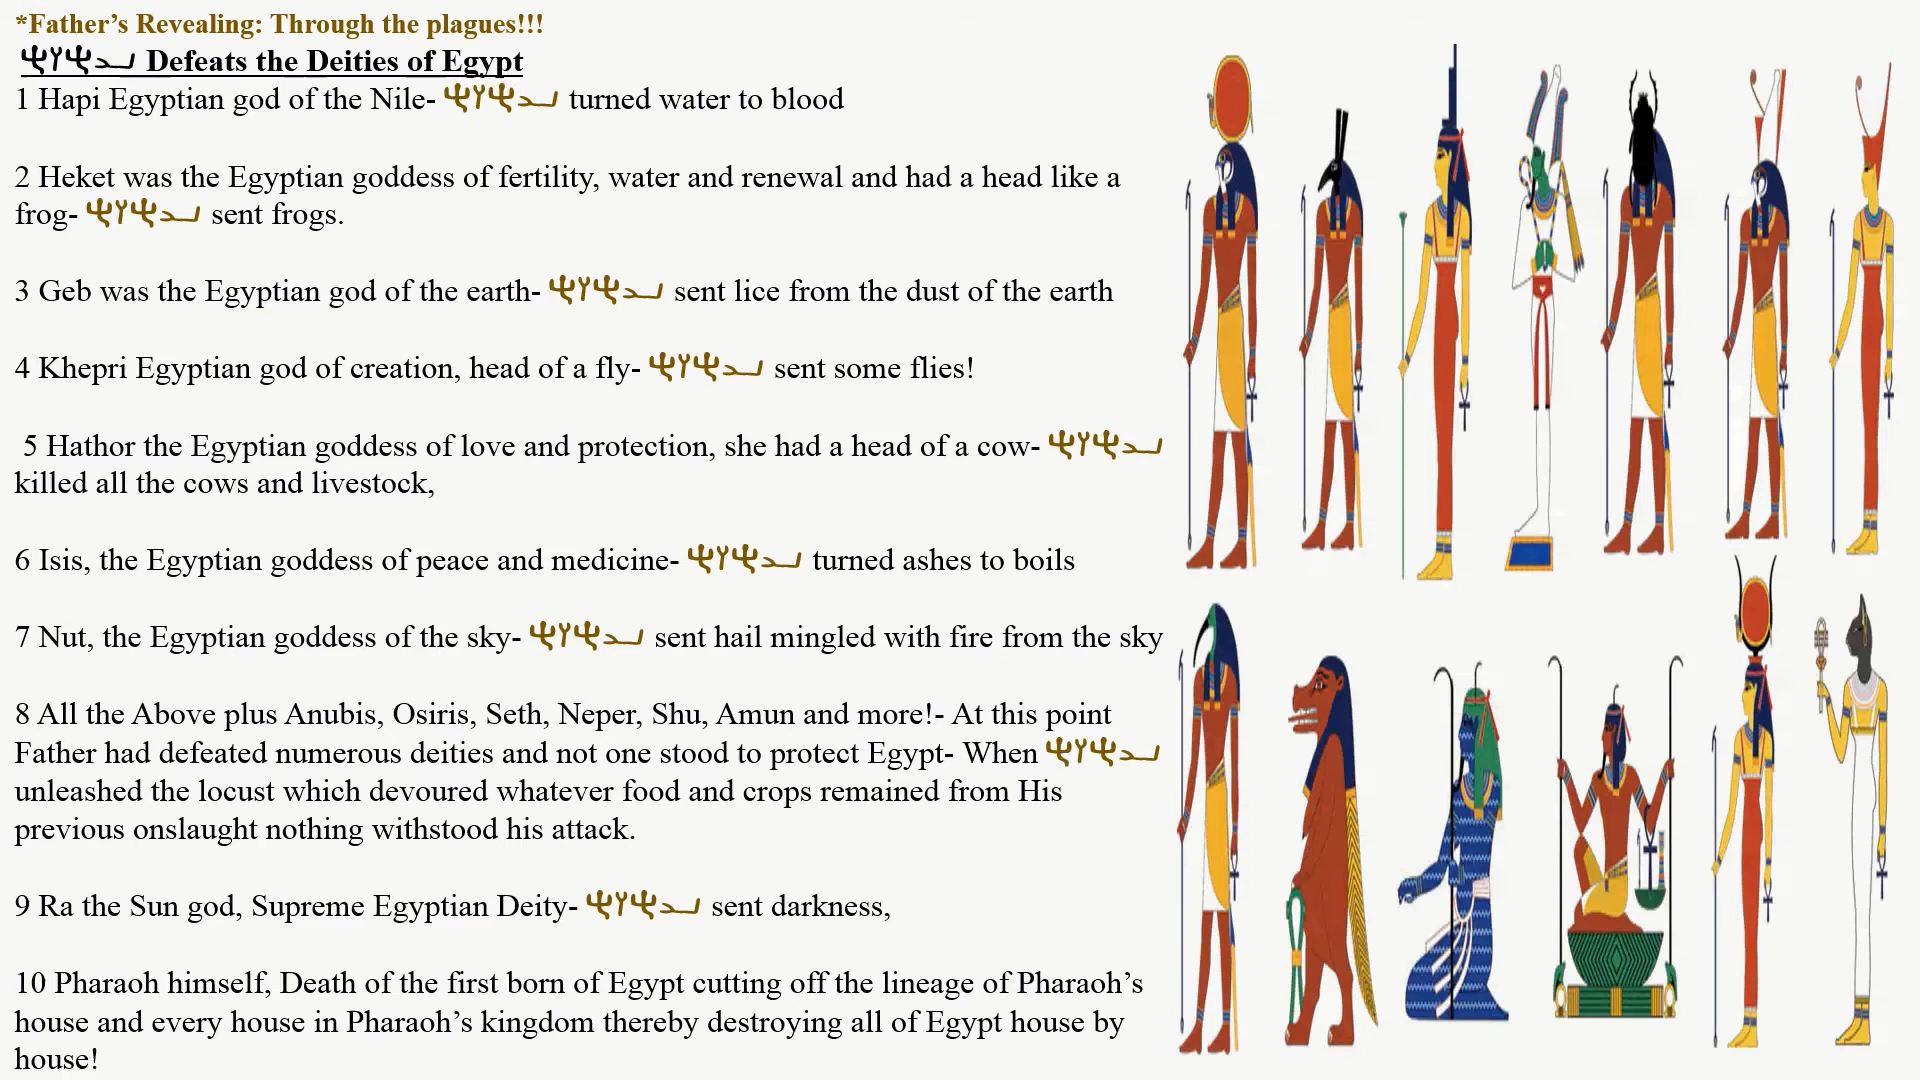 *Father’s Revealing: Through the plagues!!!
𐤉𐤄𐤅𐤄 Defeats the Deities of Egypt
1 Hapi Egyptian god of the Nile- 𐤉𐤄𐤅𐤄 turned water to blood
2 Heket was the Egyptian goddess of fertility, water and renewal and had a head like a
frog- 𐤉𐤄𐤅𐤄 sent frogs.
3 Geb was the Egyptian god of the earth- 𐤉𐤄𐤅𐤄 sent lice from the dust of the earth
4 Khepri Egyptian god of creation, head of a fly- 𐤉𐤄𐤅𐤄 sent some flies!
5 Hathor the Egyptian goddess of love and protection, she had a head of a cow- 𐤉𐤄𐤅𐤄
killed all the cows and livestock,
6 Isis, the Egyptian goddess of peace and medicine- 𐤉𐤄𐤅𐤄 turned ashes to boils
7 Nut, the Egyptian goddess of the sky- 𐤉𐤄𐤅𐤄 sent hail mingled with fire from the sky
8 All the Above plus Anubis, Osiris, Seth, Neper, Shu, Amun and more!- At this point
Father had defeated numerous deities and not one stood to protect Egypt- When 𐤉𐤄𐤅𐤄
unleashed the locust which devoured whatever food and crops remained from His
previous onslaught nothing withstood his attack.
9 Ra the Sun god, Supreme Egyptian Deity- 𐤉𐤄𐤅𐤄 sent darkness,
10 Pharaoh himself, Death of the first born of Egypt cutting off the lineage of Pharaoh’s
house and every house in Pharaoh’s kingdom thereby destroying all of Egypt house by
house!